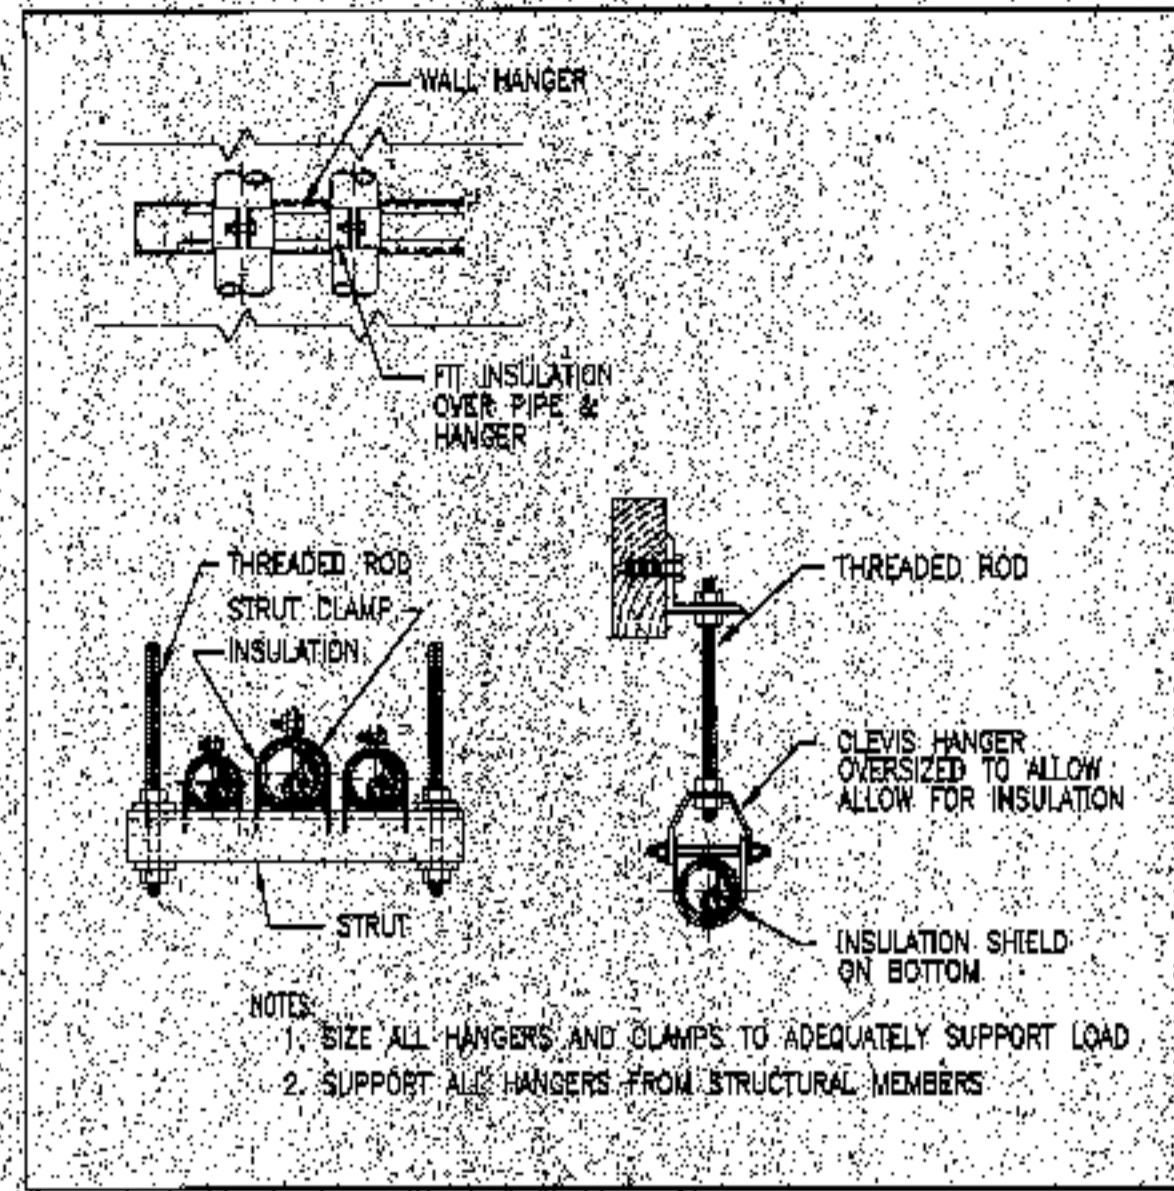 WALL HANGER
FIT INSULATION
OVER PIPE &
HANGER
THREADED ROD
STRUT CLAMP
INSULATION
STRUT
THREADED ROD
CLEVIS HANGER
OVERSIZED TO ALLOW
ALLOW FOR INSULATION
INSULATION SHIELD
ON BOTTOM
NOTES:
1. SIZE ALL HANGERS AND CLAMPS TO ADEQUATELY SUPPORT LOAD
2. SUPPORT ALL HANGERS FROM STRUCTURAL MEMBERS